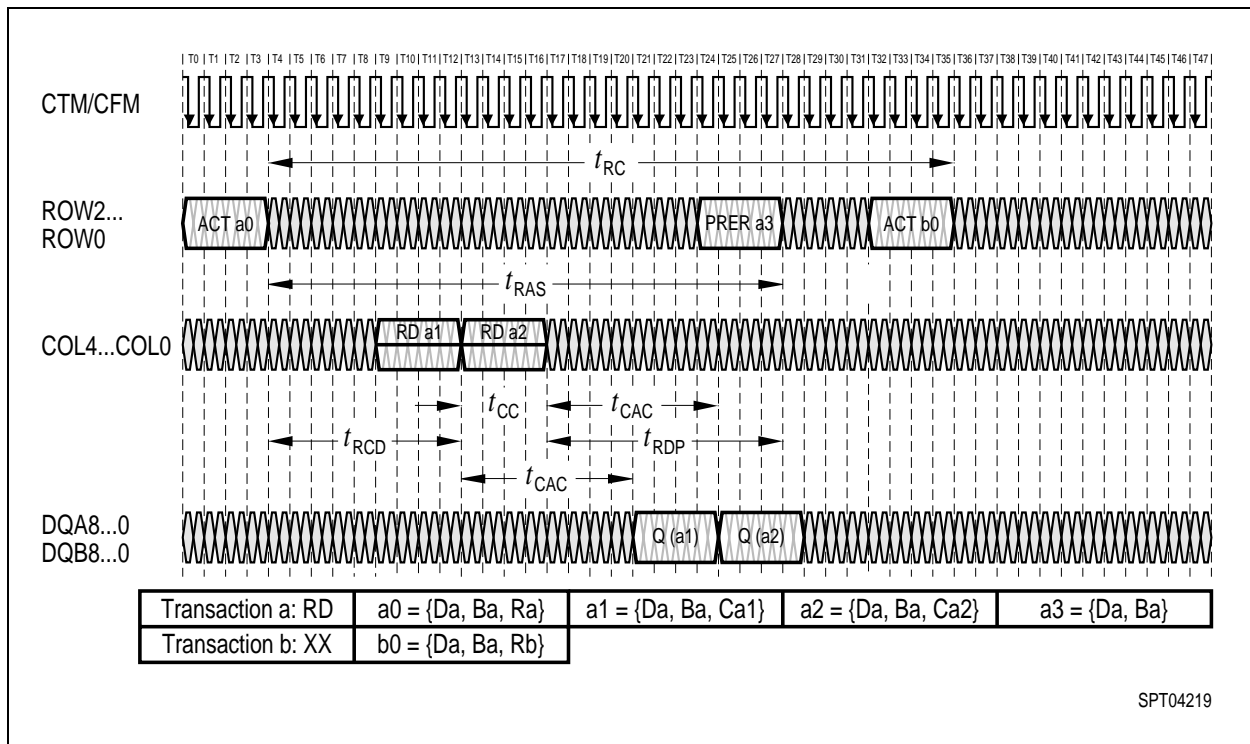 T0 T1 T2 T3 T4 T5 T6 T7 T8 T9 T10 T11 T12 T13 T14 T15 T16 T17 T18 T19 T20 T21 T22 T23 T24 T25 T26 T27 T28 T29 T30 T31 T32 T33 T34 T35 T36 T37 T38 T39 T40 T41 T42 T43 T44 T45 T46 T47
CTM/CFM
tRC
ROW2...
ROW0
ACT a0 PRER a3 ACT b0
tRAS
COL4...COL0
RD a1 RD a2
tCC tCAC
tRCD tRDP
tCAC
DQA8...0
DQB8...0
Q (a1) Q (a2)
Transaction a: RD a0 = {Da, Ba, Ra} a1 = {Da, Ba, Ca1} a2 = {Da, Ba, Ca2} a3 = {Da, Ba}
Transaction b: XX b0 = {Da, Ba, Rb}
SPT04219